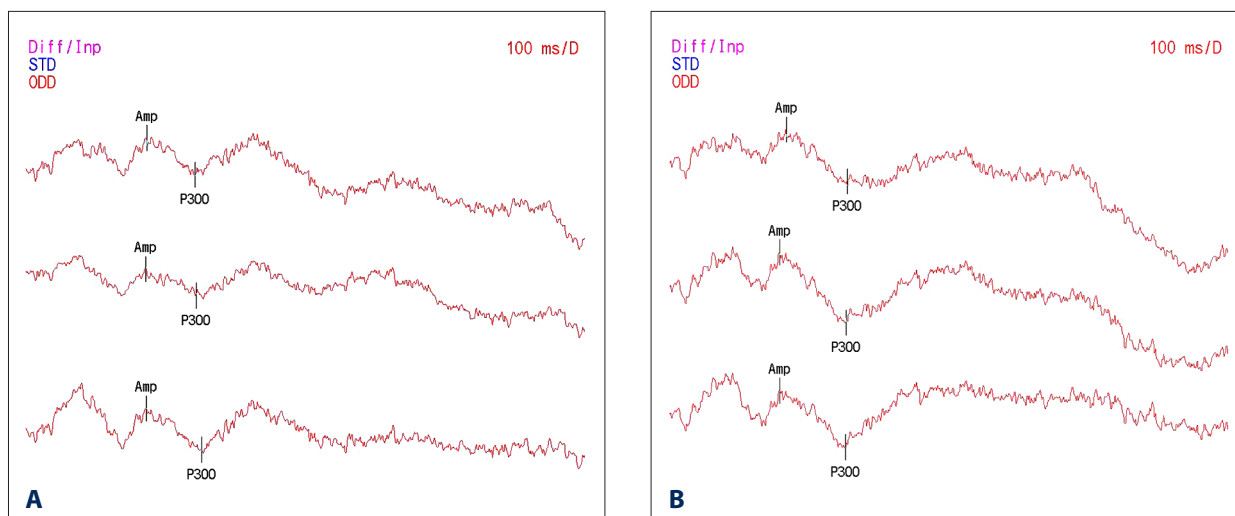 Diff/Inp
100 ms/D
STD
ODD
Amp
P300
Amp
P300
Amp
P300
A
Diff/Inp
100 ms/D
STD
ODD
Amp
P300
Amp
P300
Amp
P300
B